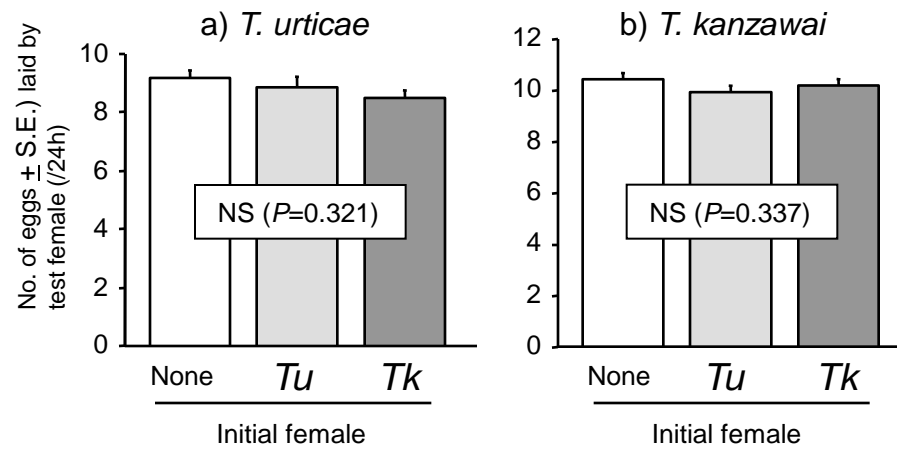 a) T. urticae
No. of eggs ± S.E.) laid by
test female (/24h)
10
8
6
4
2
0
NS (P=0.321)
None Tu Tk
Initial female
b) T. kanzawai
12
10
8
6
4
2
0
NS (P=0.337)
None Tu Tk
Initial female